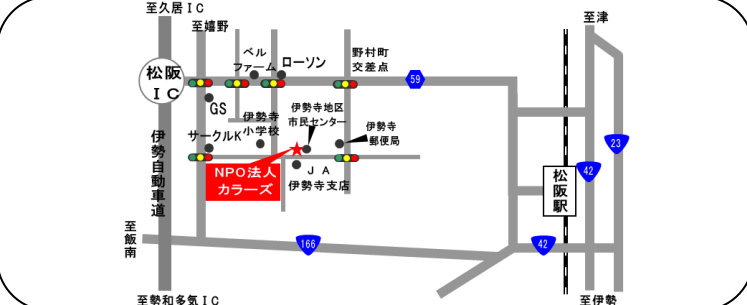 至久居IC
至嬉野
至津
ベル
ファーム
ローソン
野村町
交差点
松阪
IC
59
GS
伊勢寺
小学校
伊勢寺地区
市民センター
伊勢寺
郵便局
サークルK
伊勢自動車道
NPO法人
カラーズ
JA
伊勢寺支店
松阪駅
42
23
至飯南
166
42
至勢和多気IC
至伊勢